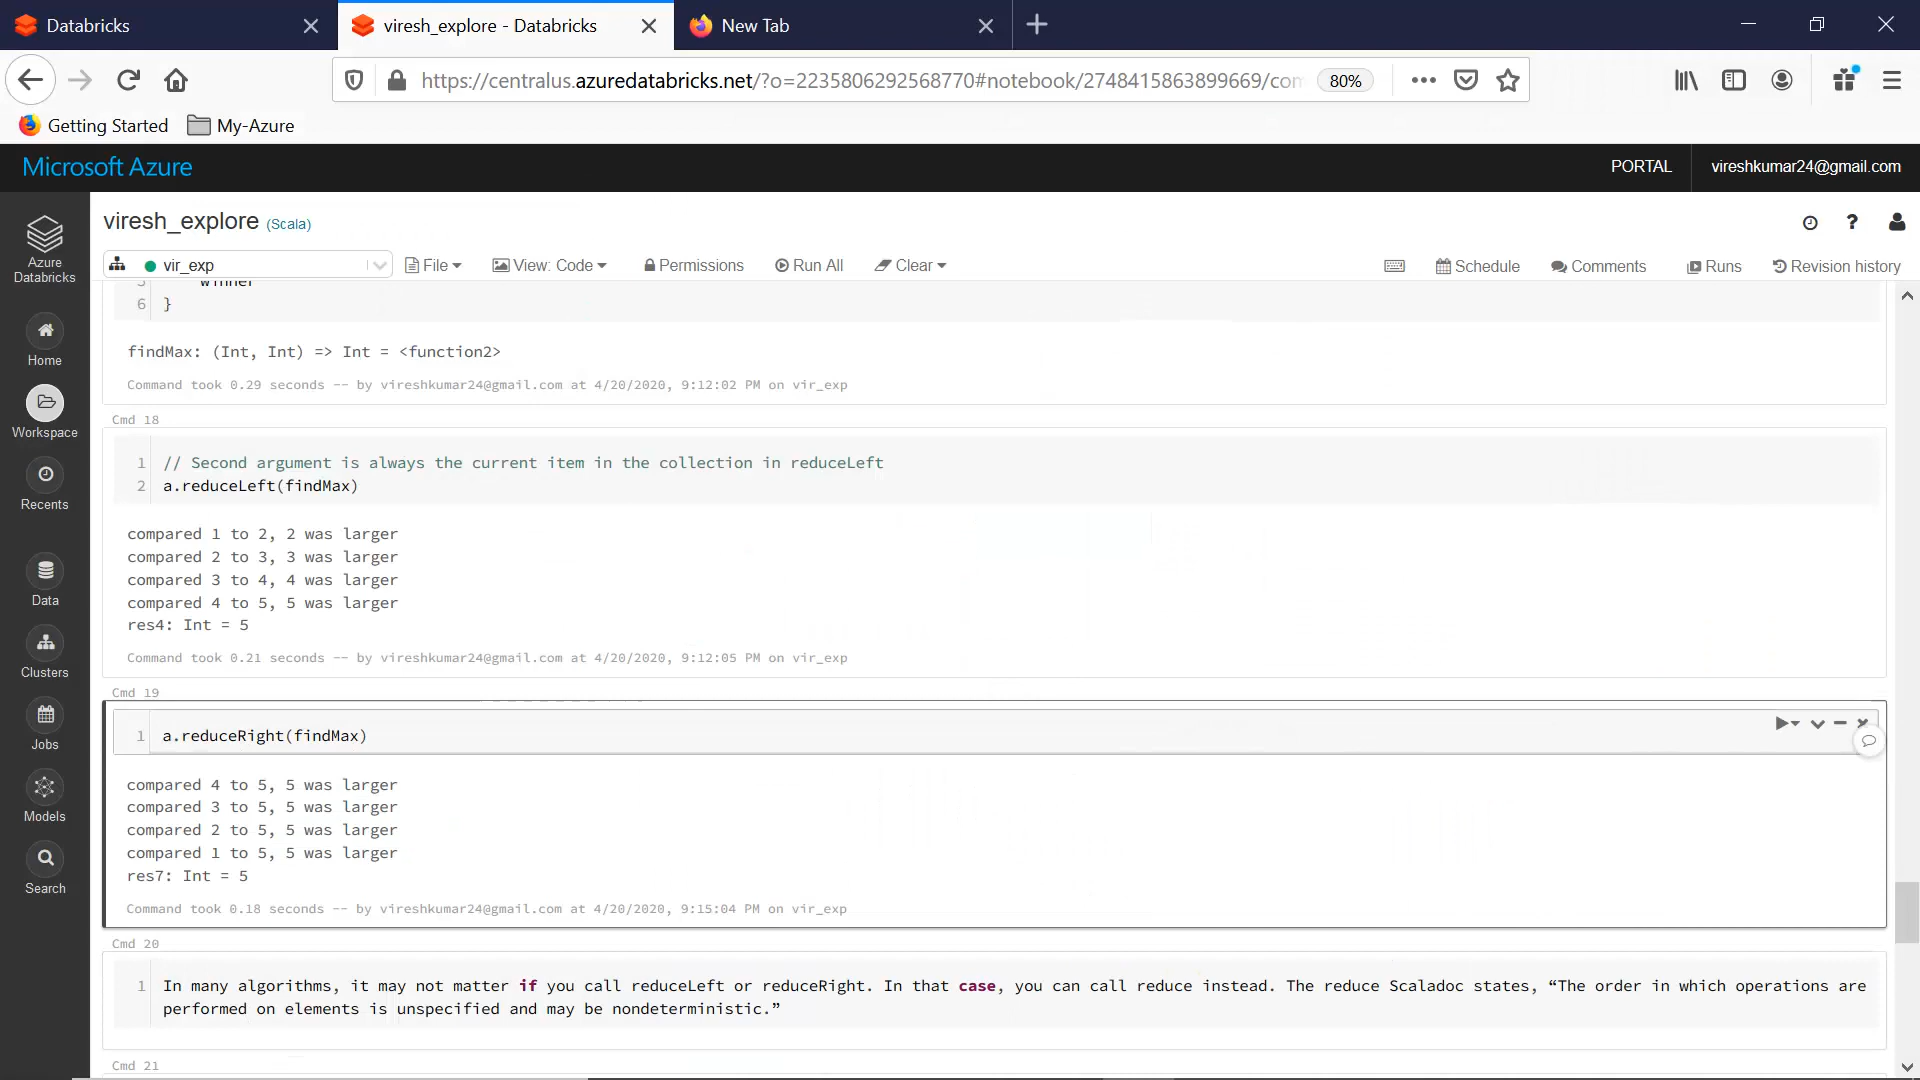 Databricks
viresh_explore - Databricks
New Tab
https://centralus.azuredatabricks.net/?o=2235806292568770#notebook/2748415863899669/con
80%
Getting Started
My-Azure
Microsoft Azure
PORTAL
vireshkumar24@gmail.com
Azure
Databricks
Home
Workspace
Recents
Data
Clusters
Jobs
Models
Search
viresh_explore (Scala)
vir_exp
File
View: Code
Permissions
Run All
Clear
Schedule
Comments
Runs
Revision history
5 winner
6 }
findMax: (Int, Int) => Int = <function2>
Command took 0.29 seconds -- by vireshkumar24@gmail.com at 4/20/2020, 9:12:02 PM on vir_exp
Cmd 18
1 // Second argument is always the current item in the collection in reduceLeft
2 a.reduceLeft(findMax)
compared 1 to 2, 2 was larger
compared 2 to 3, 3 was larger
compared 3 to 4, 4 was larger
compared 4 to 5, 5 was larger
res4: Int = 5
Command took 0.21 seconds -- by vireshkumar24@gmail.com at 4/20/2020, 9:12:05 PM on vir_exp
Cmd 19
1 a.reduceRight(findMax)
compared 4 to 5, 5 was larger
compared 3 to 5, 5 was larger
compared 2 to 5, 5 was larger
compared 1 to 5, 5 was larger
res7: Int = 5
Command took 0.18 seconds -- by vireshkumar24@gmail.com at 4/20/2020, 9:15:04 PM on vir_exp
Cmd 20
1 In many algorithms, it may not matter if you call reduceLeft or reduceRight. In that case, you can call reduce instead. The reduce Scaladoc states, “The order in which operations are
performed on elements is unspecified and may be nondeterministic.”
Cmd 21